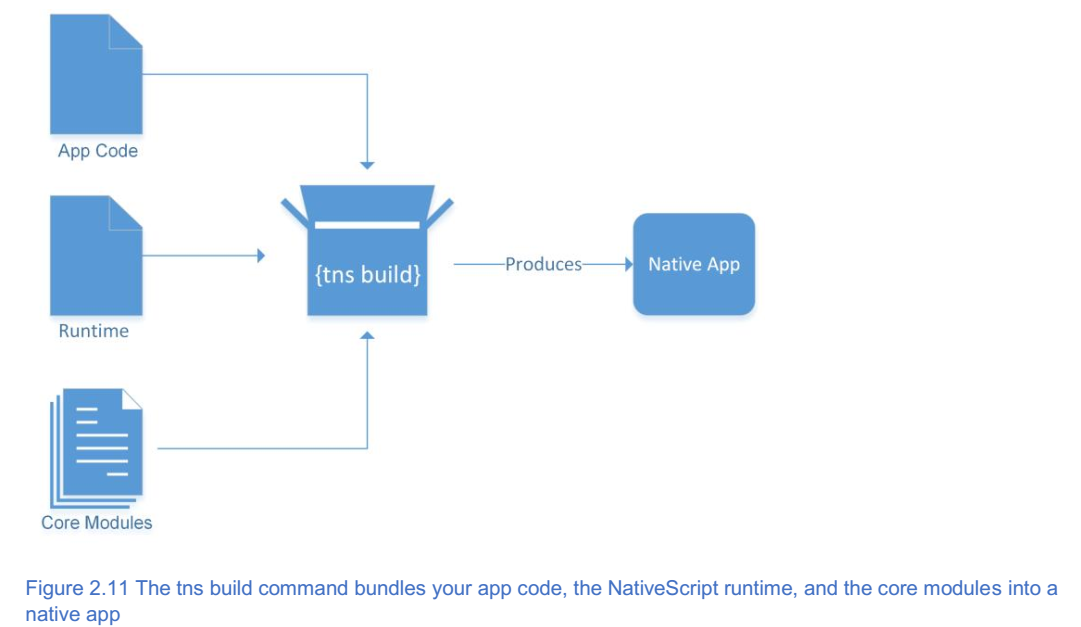 App Code
Runtime
{tns build}
Produces
Native App
Core Modules
Figure 2.11 The tns build command bundles your app code, the NativeScript runtime, and the core modules into a
native app